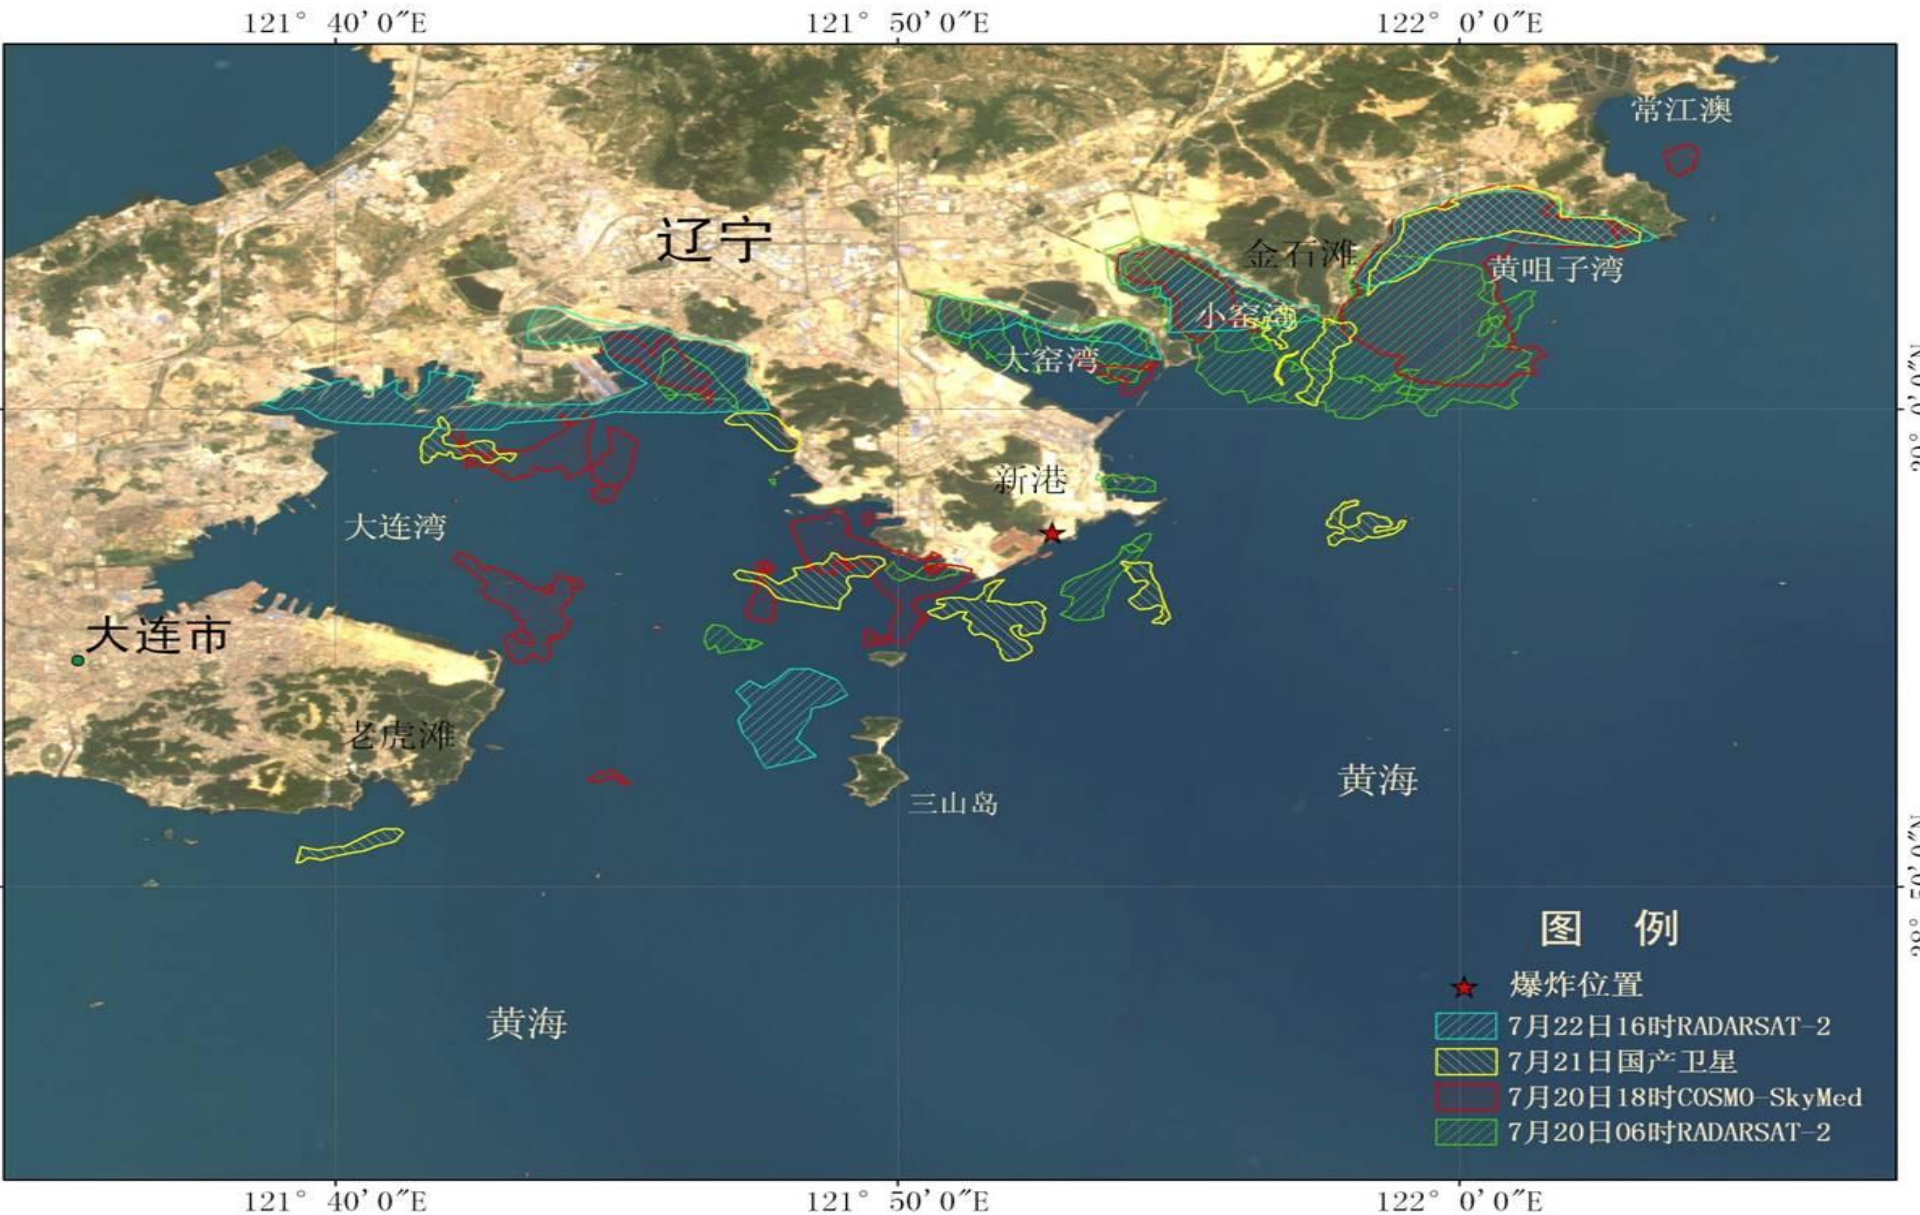 121° 40′0″E
121° 50′0″E
122° 0′0″E
常江澳
辽宁
金石滩
黄咀子湾
小窑湾
大窑湾
新港
大连湾
大连市
老虎滩
三山岛
黄海
黄海
图 例
爆炸位置
7月22日16时RADARSAT-2
7月21日国产卫星
7月20日18时COSMO-SkyMed
7月20日06时RADARSAT-2
121° 40′0″E
121° 50′0″E
122° 0′0″E